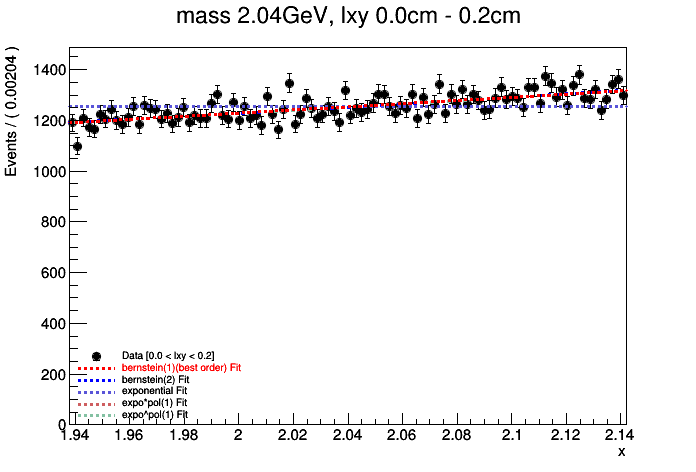 mass 2.04GeV, lxy 0.0cm - 0.2cm
Events / ( 0.00204 )
1400
1200
1000
800
600
400
200
0
Data [0.0 < lxy < 0.2]
bernstein(1)(best order) Fit
bernstein(2) Fit
exponential Fit
expo*pol(1) Fit
expo^pol(1) Fit
1.94 1.96 1.98 2 2.02 2.04 2.06 2.08 2.1 2.12 2.14
x